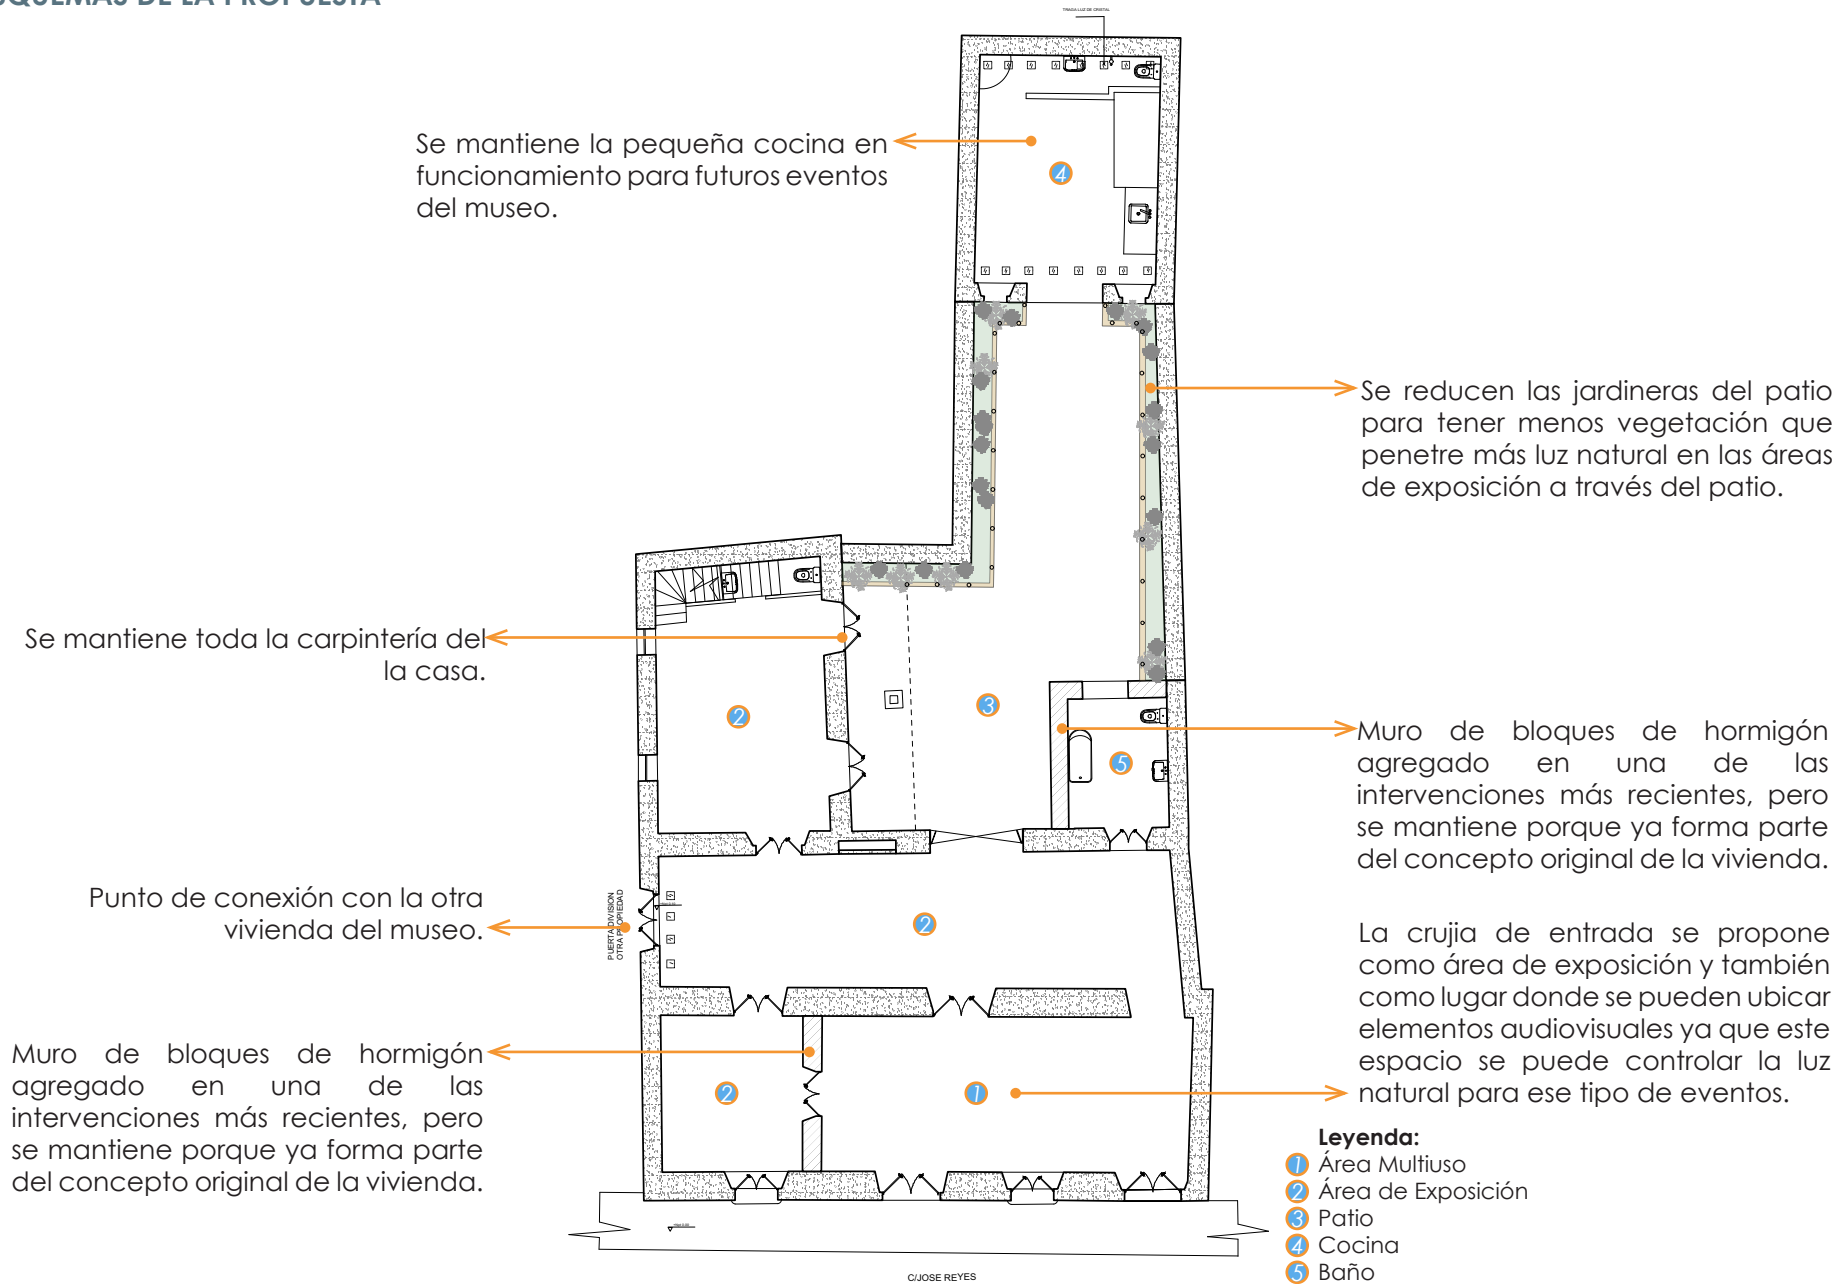 QUEMAS DE LA PROPUESTA
TRAGALUZ DE CRISTAL
Se mantiene la pequeña cocina en
funcionamiento para futuros eventos
del museo.
4
Se reducen las jardineras del patio
para tener menos vegetación que
penetre más luz natural en las áreas
de exposición a través del patio.
Se mantiene toda la carpintería del
la casa.
2
3
5
Muro de bloques de hormigón
agregado en una de las
intervenciones más recientes, pero
se mantiene porque ya forma parte
del concepto original de la vivienda.
Punto de conexión con la otra
vivienda del museo.
PUERTA DIVISION
OTRA PROPIEDAD
2
La crujia de entrada se propone
como área de exposición y también
como lugar donde se pueden ubicar
elementos audiovisuales ya que este
espacio se puede controlar la luz
natural para ese tipo de eventos.
Muro de bloques de hormigón
agregado en una de las
intervenciones más recientes, pero
se mantiene porque ya forma parte
del concepto original de la vivienda.
2
1
Leyenda:
1 Área Multiuso
2 Área de Exposición
3 Patio
4 Cocina
5 Baño
C/JOSE REYES